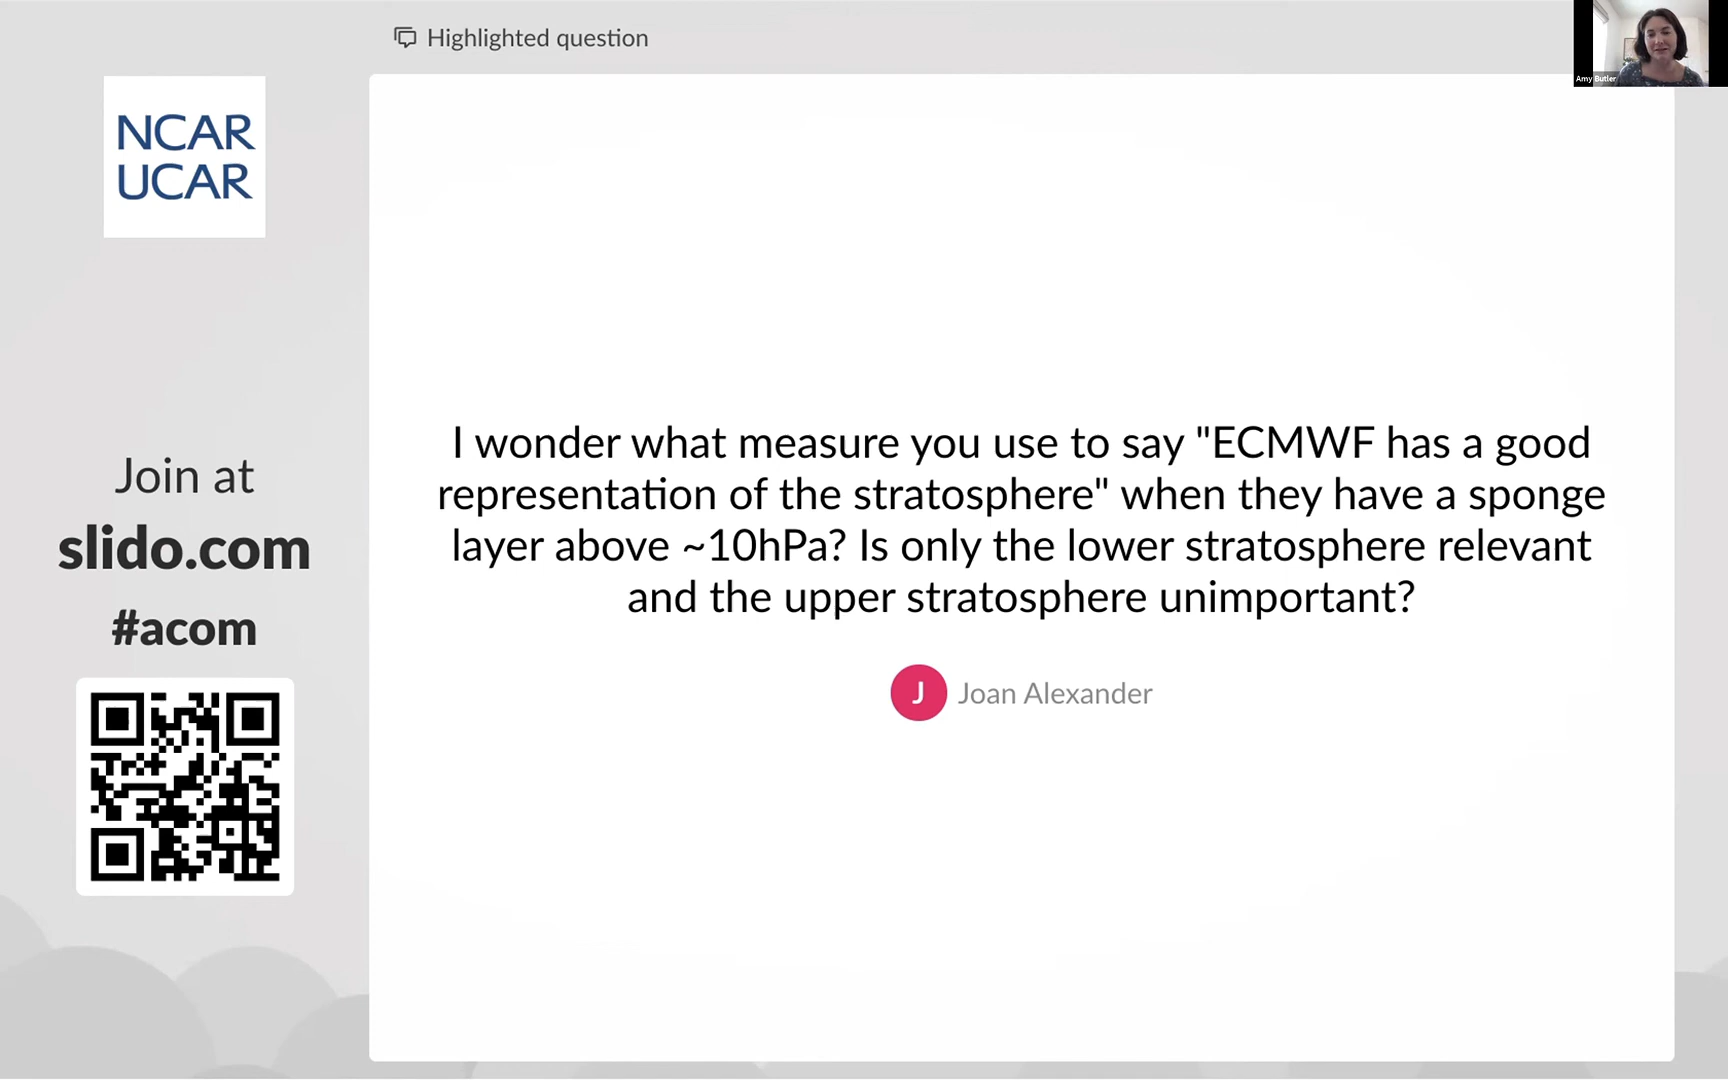 Highlighted question
Amy Butler
NCAR
UCAR
I wonder what measure you use to say "ECMWF has a good
representation of the stratosphere" when they have a sponge
layer above ~10hPa? Is only the lower stratosphere relevant
and the upper stratosphere unimportant?
J Joan Alexander
Join at
slido.com
#acom